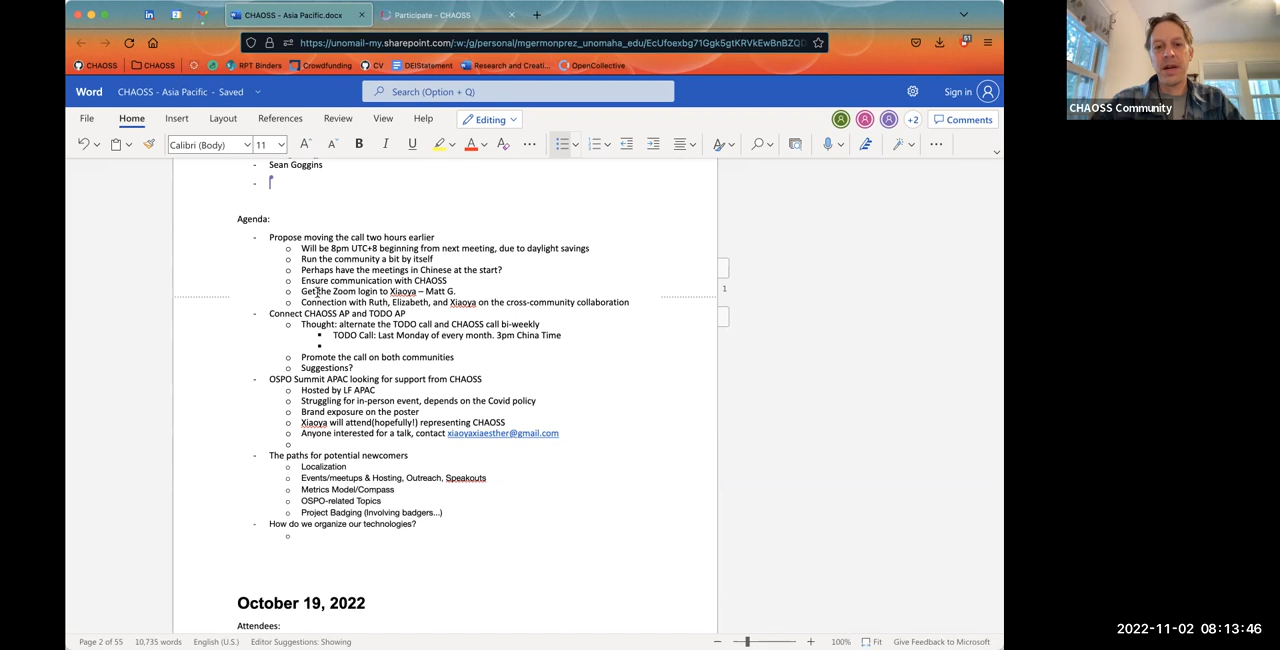 CHAOSS - Asia Pacific.docx
Participate - CHAOSS
https://unomail-my.sharepoint.com/:w:/g/personal/mgermonprez_unomaha_edu/EcUfoexbg71Ggk5gtKRVkEwBnBZQD
51
CHAOSS
CHAOSS
RPT Binders
Crowdfunding
CV
DEIStatement
Research and Creati...
OpenCollective
Word
CHAOSS - Asia Pacific - Saved
Search (Option + Q)
Sign in
File
Home
Insert
Layout
References
Review
View
Help
Editing
+2
Comments
Calibri (Body)
11
B
I
U
Sean Goggins
Agenda:
- Propose moving the call two hours earlier
o Will be 8pm UTC+8 beginning from next meeting, due to daylight savings
o Run the community a bit by itself
o Perhaps have the meetings in Chinese at the start?
o Ensure communication with CHAOSS
o Get the Zoom login to Xiaoya – Matt G.
o Connection with Ruth, Elizabeth, and Xiaoya on the cross-community collaboration
- Connect CHAOSS AP and TODO AP
o Thought: alternate the TODO call and CHAOSS call bi-weekly
▪ TODO Call: Last Monday of every month. 3pm China Time
▪
o Promote the call on both communities
o Suggestions?
- OSPO Summit APAC looking for support from CHAOSS
o Hosted by LF APAC
o Struggling for in-person event, depends on the Covid policy
o Brand exposure on the poster
o Xiaoya will attend(hopefully!) representing CHAOSS
o Anyone interested for a talk, contact xiaoyaxiaesther@gmail.com
o
- The paths for potential newcomers
o Localization
o Events/meetups & Hosting, Outreach, Speakouts
o Metrics Model/Compass
o OSPO-related Topics
o Project Badging (Involving badgers...)
- How do we organize our technologies?
o
October 19, 2022
Attendees:
1
Page 2 of 55
10,735 words
English (U.S.)
Editor Suggestions: Showing
100%
Fit
Give Feedback to Microsoft
CHAOSS Community
2022-11-02 08:13:46